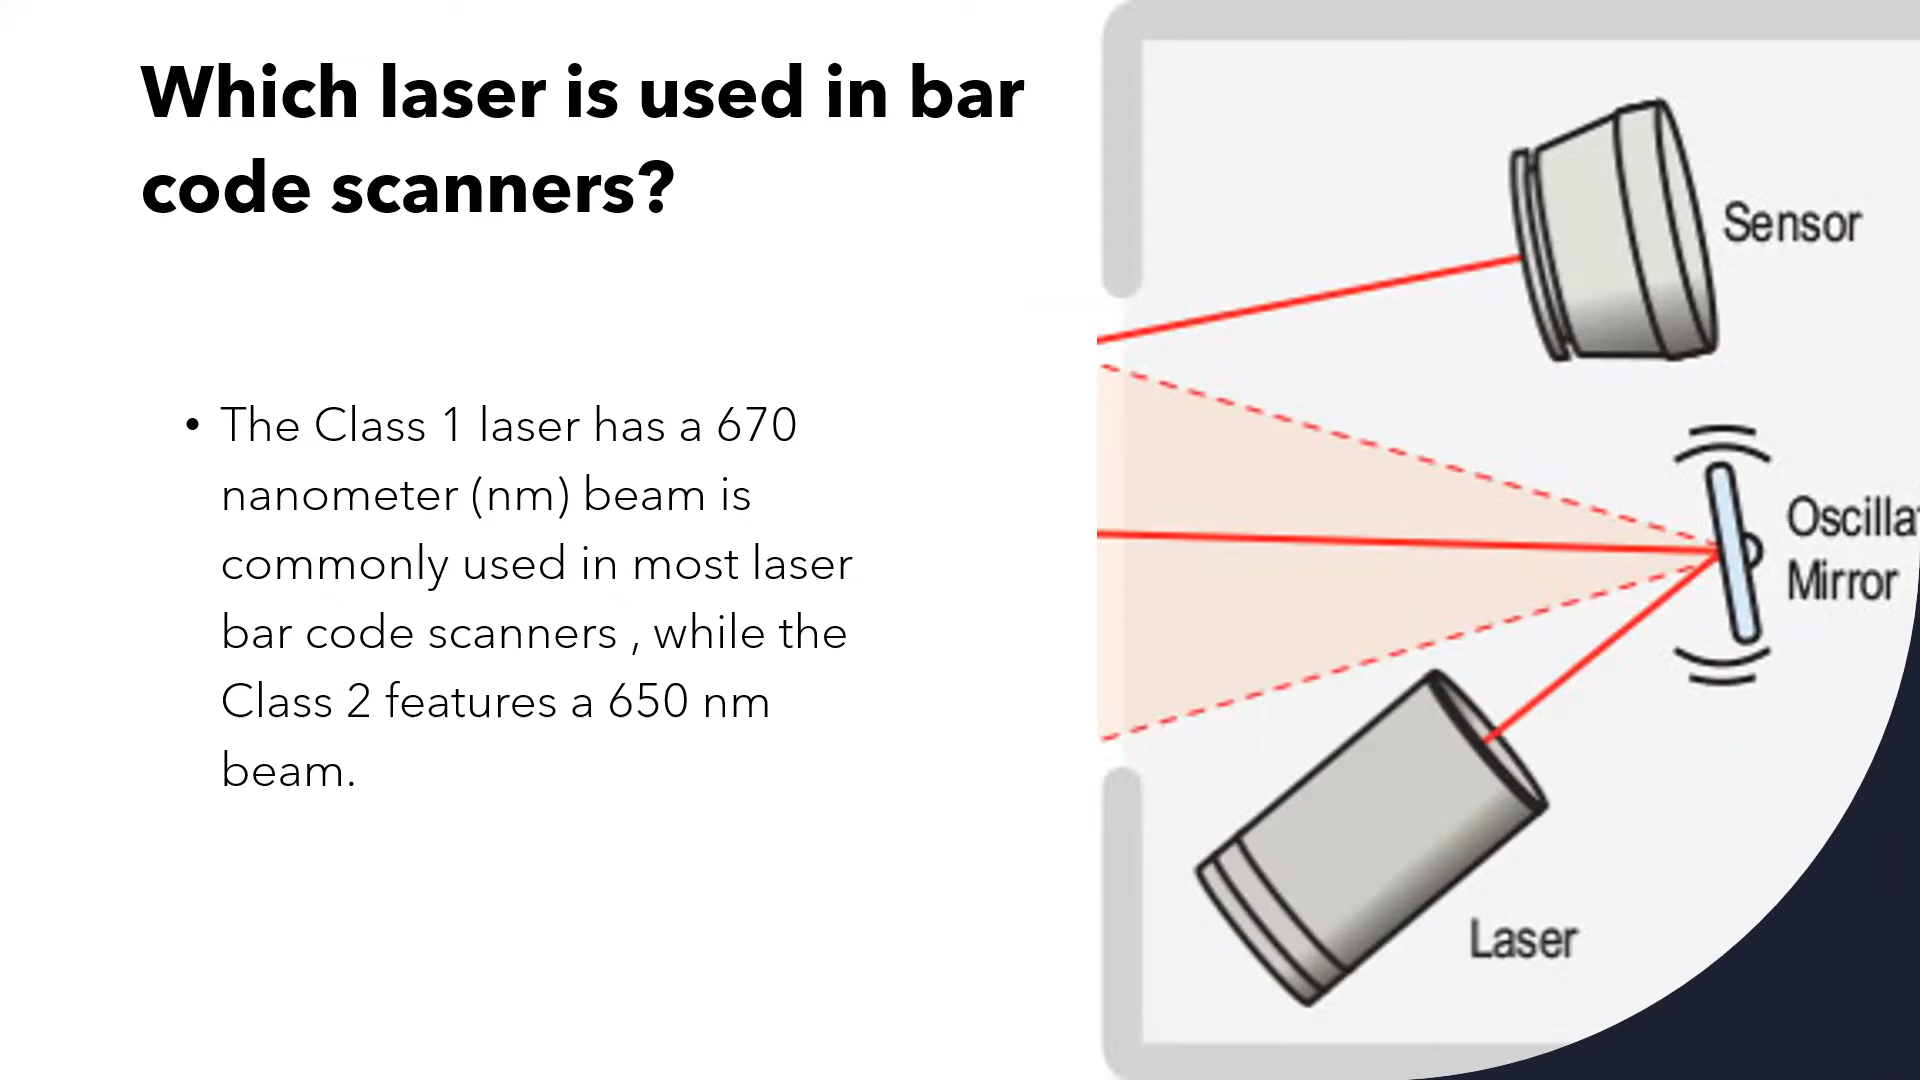 Which laser is used in bar
code scanners?
• The Class 1 laser has a 670
nanometer (nm) beam is
commonly used in most laser
bar code scanners , while the
Class 2 features a 650 nm
beam.
Sensor
Mirror
Laser